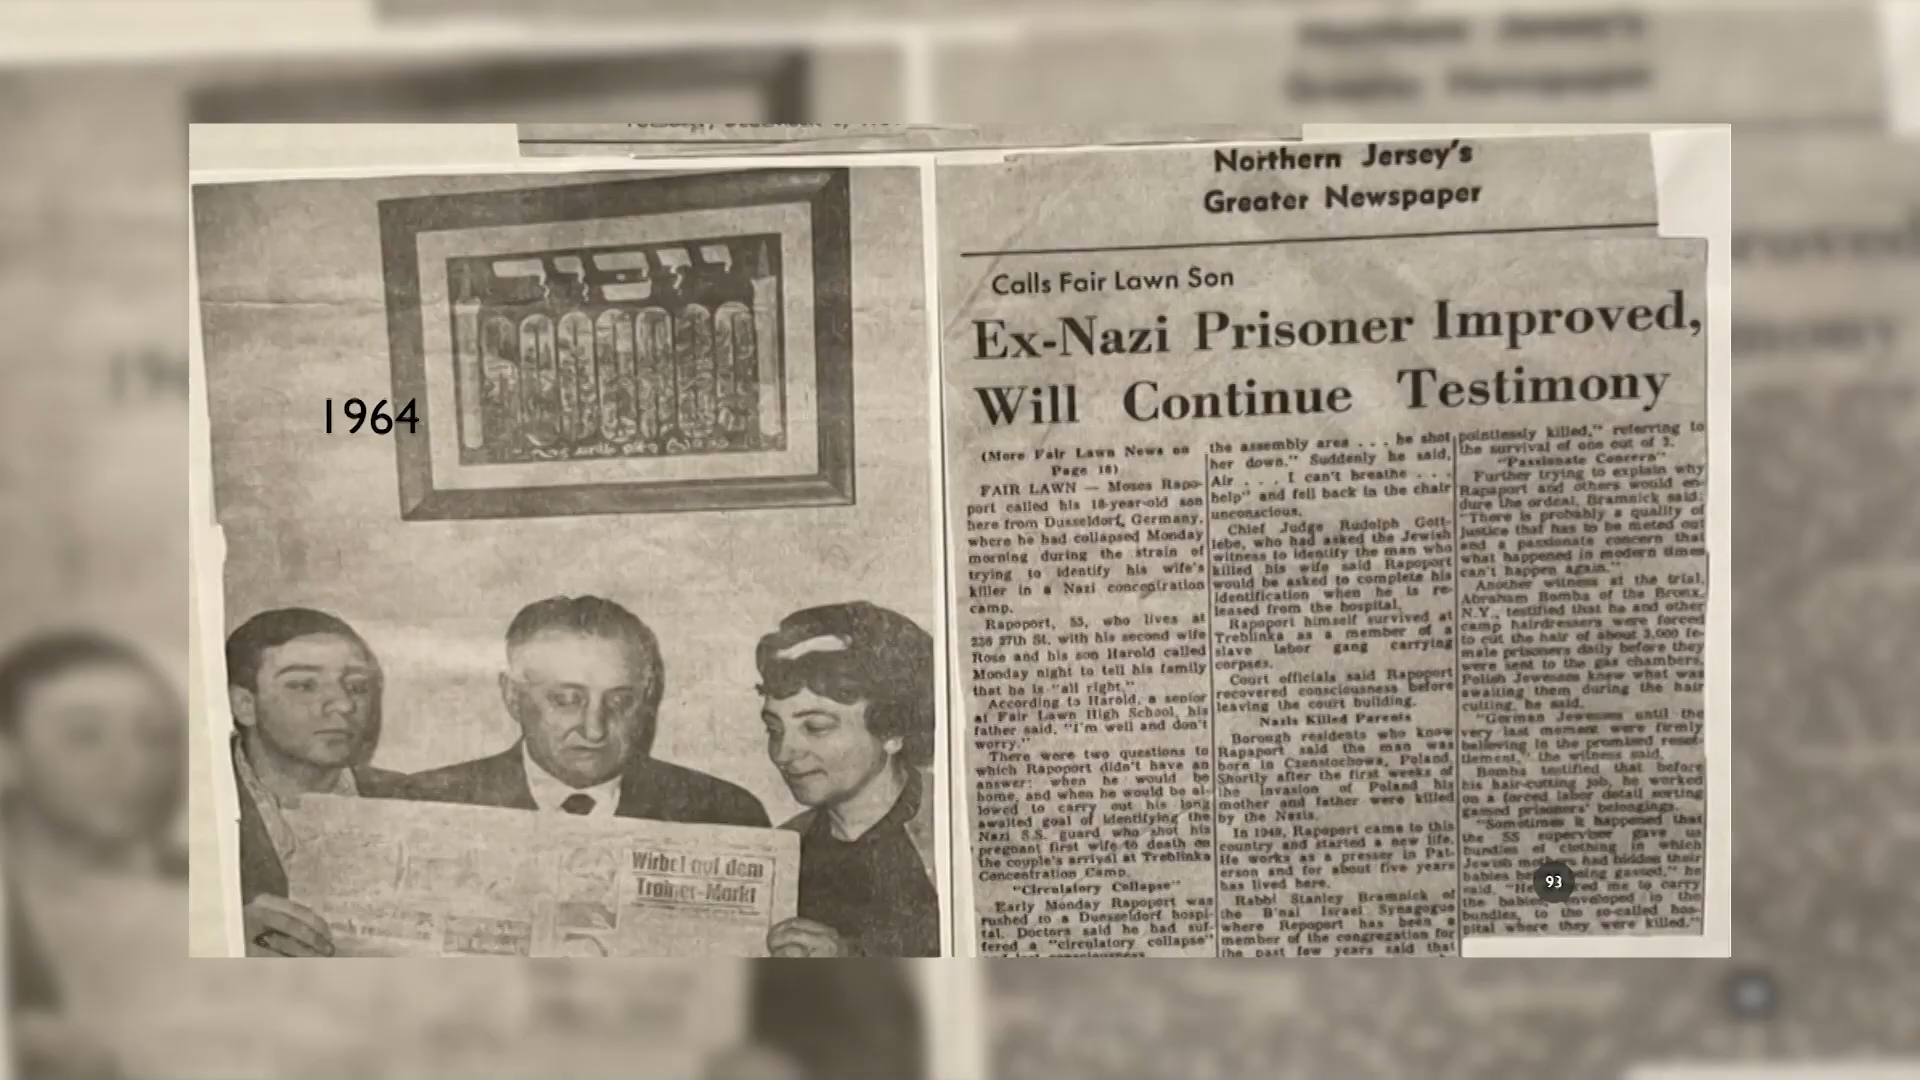 1964
Wirbel auf dem
Trainer-Markt
Northern Jersey's
Greater Newspaper
Calls Fair Lawn Son
Ex-Nazi Prisoner Improved,
Will Continue Testimony
(More Fair Lawn News on
Page 18)
FAIR LAWN — Moses Rapo-
port called his 18-year-old son
here from Dusseldorf, Germany,
where he had collapsed Monday
morning during the strain of
trying to identify his wife's
killer in a Nazi concentration
camp.
Rapoport, 55, who lives at
27th St. with his second wife
Rose and his son Harold called
Monday night to tell his family
that he is "all right."
According to Harold, a senior
at Fair Lawn High School, his
father said, "I'm well and don't
worry."
There were two questions to
which Rapoport didn't have an
answer: when he would be
home, and when he would be al-
lowed to carry out his long
awaited goal of identifying the
Nazi S.S. guard who shot his
pregnant first wife to death on
the couple's arrival at Treblinka
Concentration Camp.
"Circulatory Collapse"
Early Monday Rapoport was
rushed to a Duesseldorf hospi-
tal. Doctors said he had suf-
fered a "circulatory collapse"
the assembly area . . . he shot
her down." Suddenly he said,
Air . . . I can't breathe . . .
help" and fell back in the chair
unconscious.
Chief Judge Rudolph Gott-
lebe, who had asked the Jewish
witness to identify the man who
killed his wife said Rapoport
would be asked to complete his
identification when he is re-
leased from the hospital.
Rapoport himself survived at
Treblinka as a member of a
slave labor gang carrying
corpses.
Court officials said Rapoport
recovered consciousness before
leaving the court building.
Nazis Killed Parents
Borough residents who know
Rapaport said the man was
born in Czenstochowa, Poland.
Shortly after the first weeks of
the invasion of Poland his
mother and father were killed
by the Nazis.
In 1949, Rapoport came to this
country and started a new life.
He works as a presser in Pat-
erson and for about five years
has lived here.
Rabbi Stanley Bramnick of
the B'nai Israel Synagogue
where Repoport has been a
member of the congregation for
the past few years said that
pointlessly killed," referring to
the survival of one out of 3.
"Passionate Concern"
Further trying to explain why
Rapaport and others would en-
dure the ordeal, Bramnick said:
"There is probably a quality of
justice that has to be meted out
and a passionate concern that
what happened in modern times
can't happen again."
Another witness at the trial,
Abraham Bomba of the Bronx,
N.Y., testified that he and other
camp hairdressers were forced
to cut the hair of about 3,000 fe-
male prisoners daily before they
were sent to the gas chambers.
Polish Jewesses knew what was
awaiting them during the hair
cutting, he said.
"German Jewesses until the
very last moment were firmly
believing in the promised reset-
tlement," the witness said.
Bomba testified that before
his hair-cutting job, he worked
on a forced labor detail sorting
gassed prisoners' belongings.
"Sometimes it happened that
the SS supervisor gave us
bundles of clothing in which
Jewish mothers had hidden their
babies being gassed," he
said. "He me to carry
the babies, enveloped in the
bundles, to the so-called hos-
pital where they were killed."
93